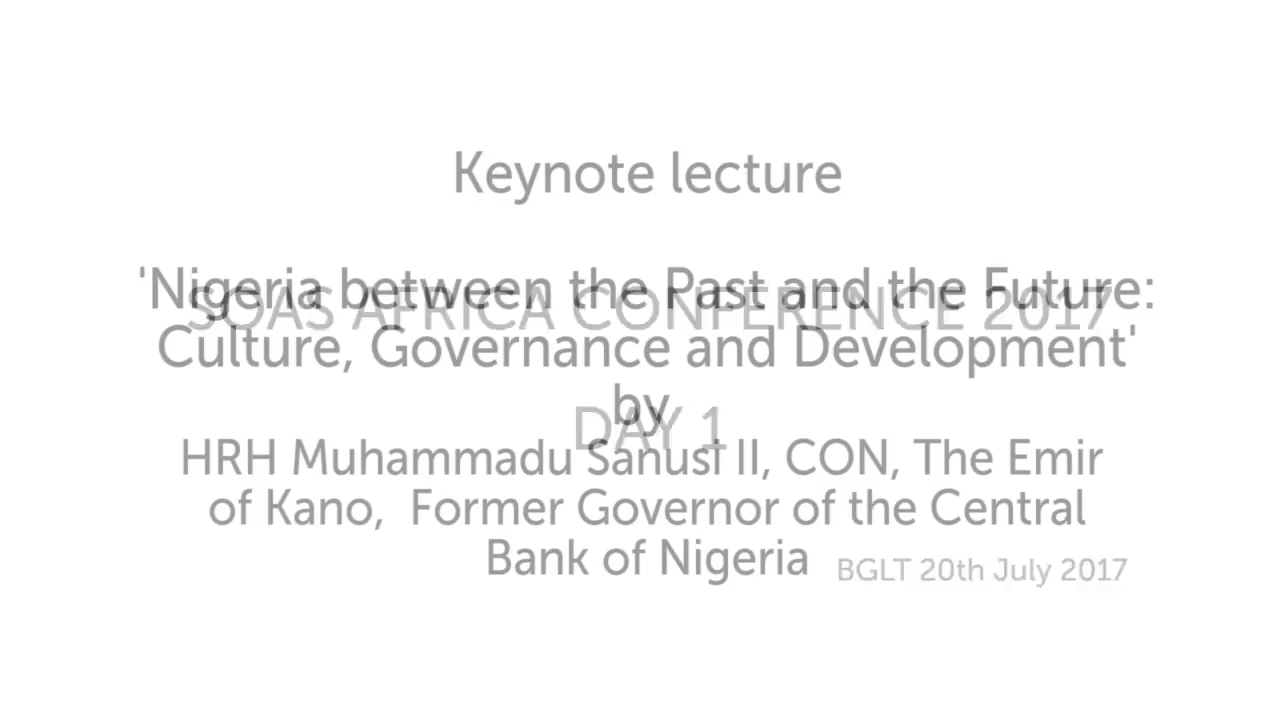 Keynote lecture
'Nigeria between the Past and the Future:
Culture, Governance and Development'
by
HRH Muhammadu Sanusi II, CON, The Emir
of Kano,  Former Governor of the Central
Bank of Nigeria
SOAS AFRICA CONFERENCE 2017
DAY 1
BGLT 20th July 2017